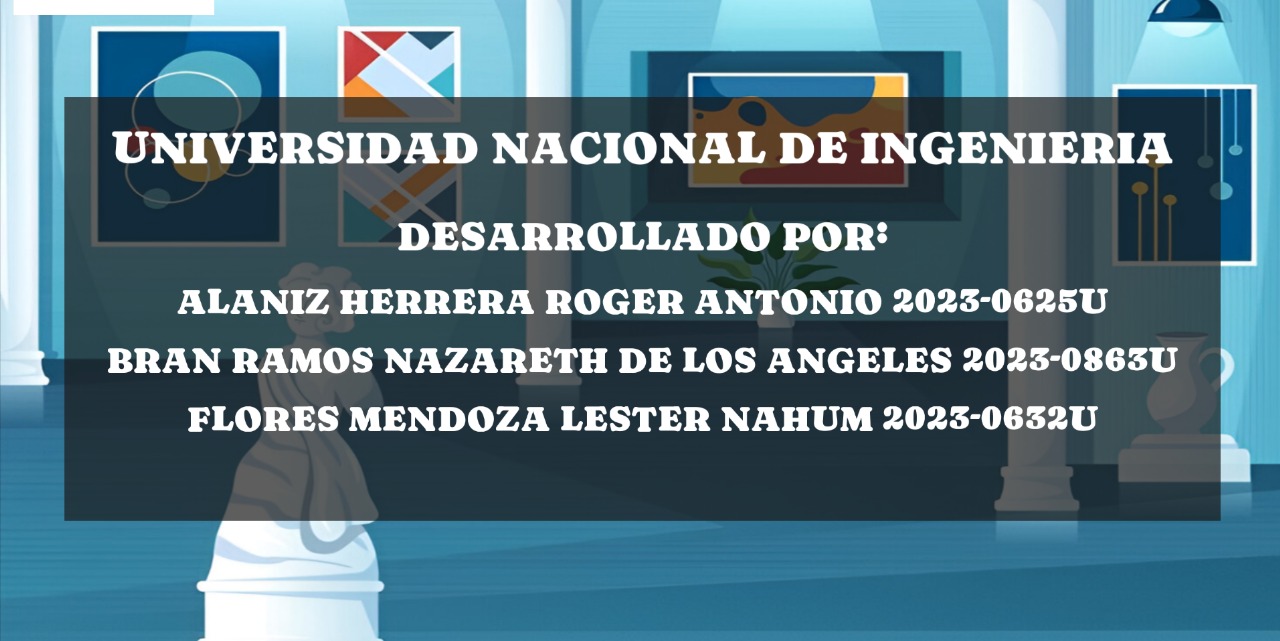 UNIVERSIDAD NACIONAL DE INGENIERIA
DESARROLLADO POR:
ALANIZ HERRERA ROGER ANTONIO 2023-0625U
BRAN RAMOS NAZARETH DE LOS ANGELES 2023-0863U
FLORES MENDOZA LESTER NAHUM 2023-0632U